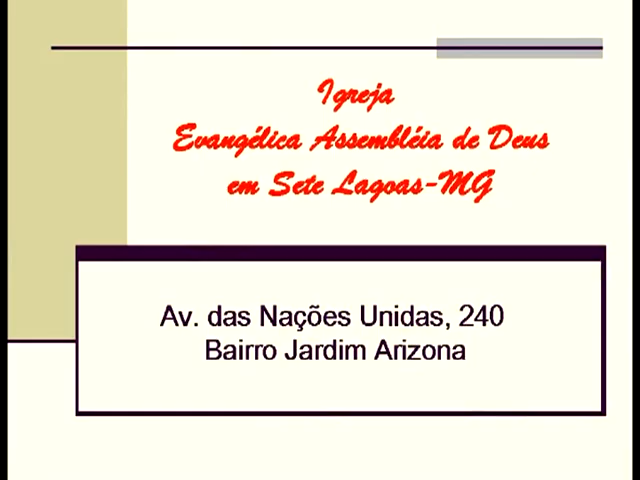 Igreja
Evangélica Assembléia de Deus
em Sete Lagoas-MG
Av. das Nações Unidas, 240
Bairro Jardim Arizona